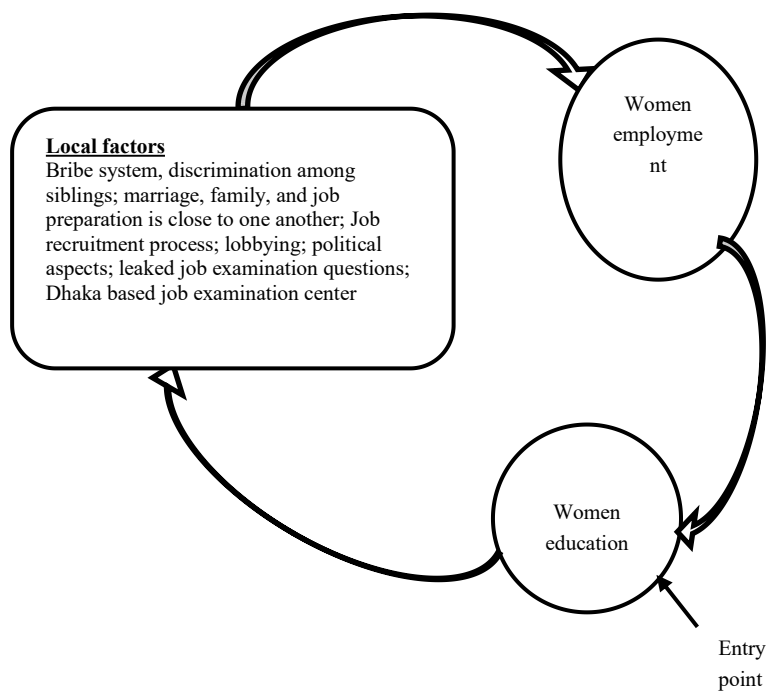 Local factors
Bribe system, discrimination among
siblings; marriage, family, and job
preparation is close to one another; Job
recruitment process; lobbying; political
aspects; leaked job examination questions;
Dhaka based job examination center
Women
employme
nt
Women
education
Entry
point